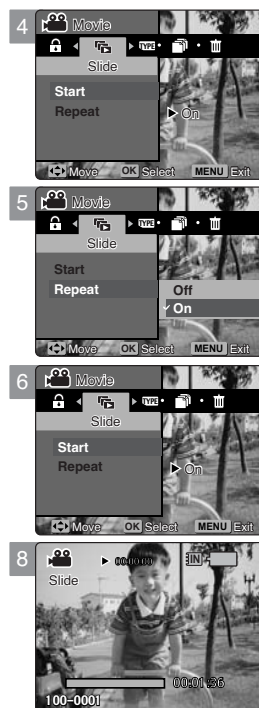 4
Movie
TYPE
Slide
Start
Repeat
On
Move OK Select MENU Exit
5
Movie
TYPE
Slide
Start
Repeat
Off
On
Move OK Select MENU Exit
6
Movie
TYPE
Slide
Start
Repeat
On
Move OK Select MENU Exit
8
00:00:00
IN
Slide
00:01:36
100-0001